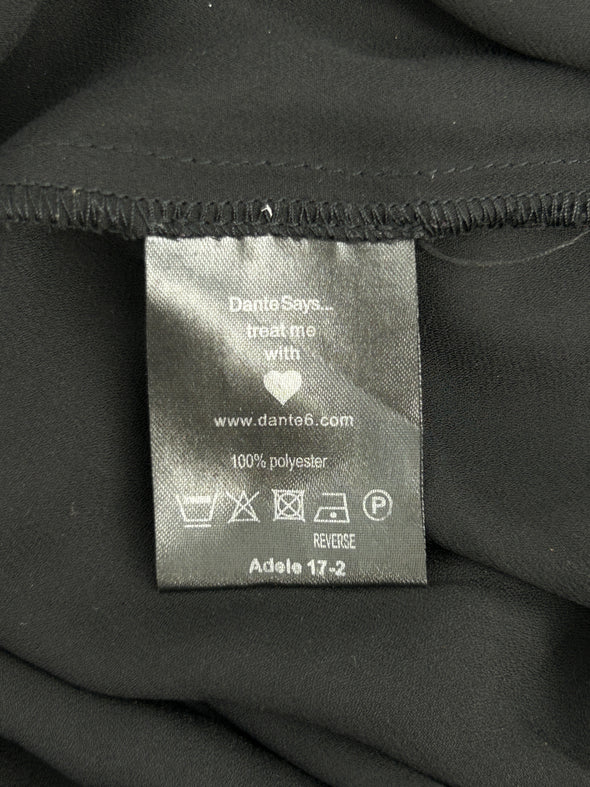 Dante Says...
treat me
with
www.dante6.com
100% polyester
P
REVERSE
Adele 17-2